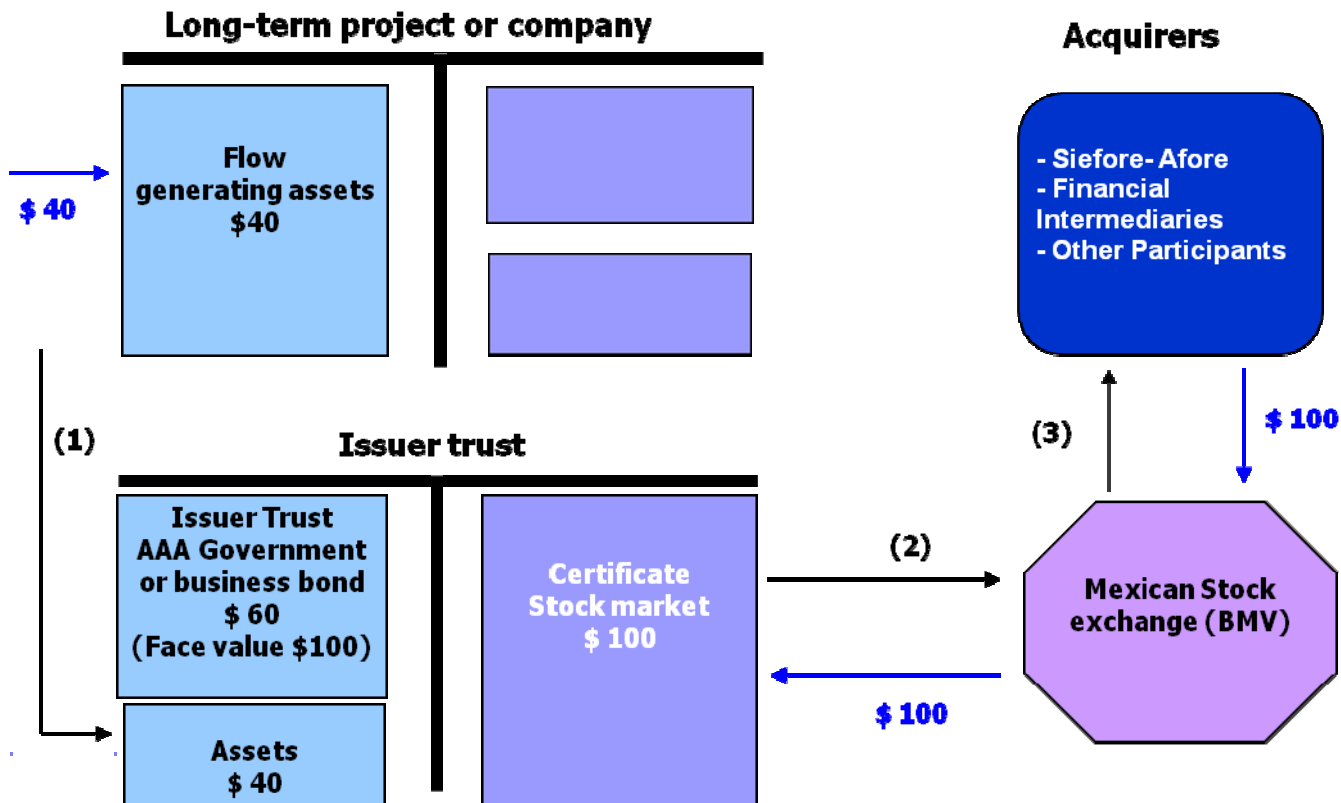 Long-term project or company
Acquirers
Flow
generating assets
$40
$ 40
- Siefore- Afore
- Financial
Intermediaries
- Other Participants
(1)
(3)
$ 100
Issuer trust
Issuer Trust
AAA Government
or business bond
$ 60
(Face value $100)
Certificate
Stock market
$ 100
(2)
Mexican Stock
exchange (BMV)
$ 100
Assets
$ 40